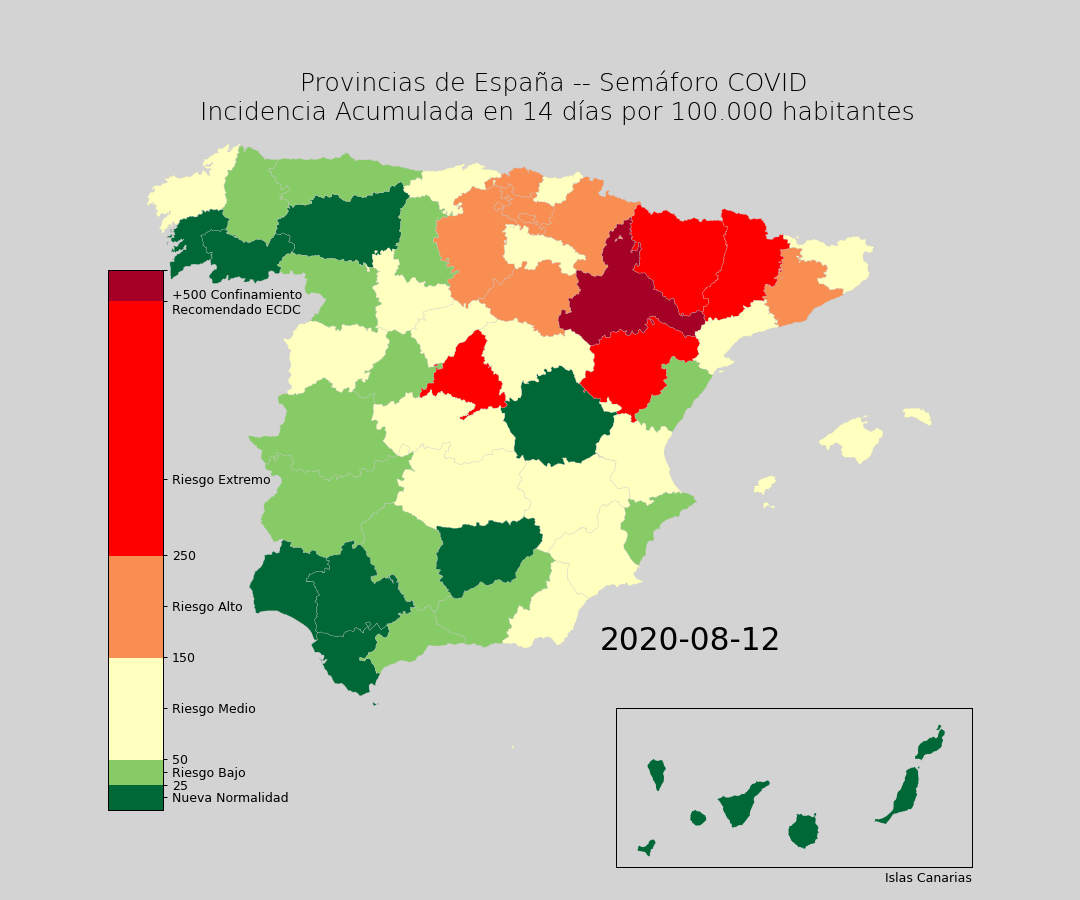 Provincias de España -- Semáforo COVID
Incidencia Acumulada en 14 días por 100.000 habitantes
+500 Confinamiento
Recomendado ECDC
Riesgo Extremo
250
Riesgo Alto
150
Riesgo Medio
50
Riesgo Bajo
25
Nueva Normalidad
2020-08-12
Islas Canarias